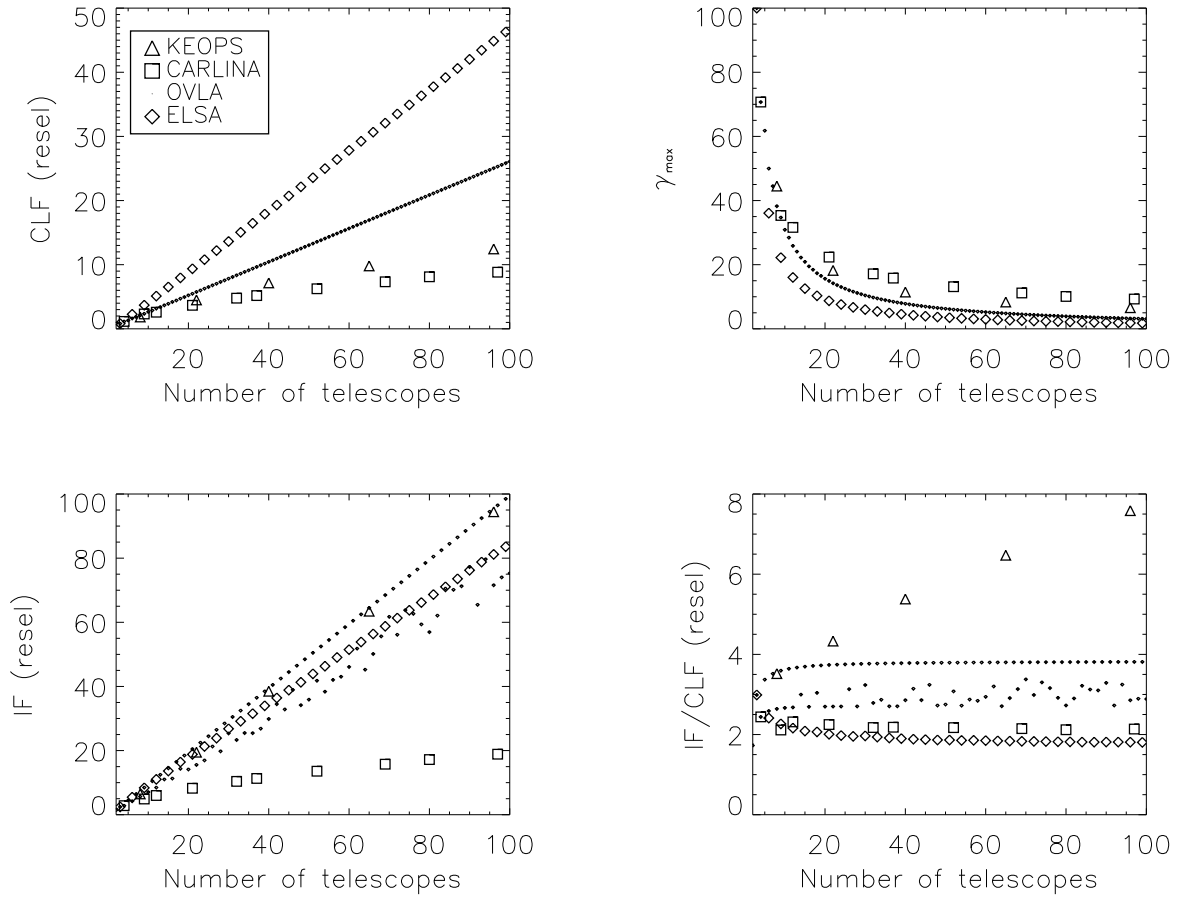 50
40
30
20
10
0
CLF (resel)
KEOPS
CARLINA
OVLA
ELSA
20 40 60 80 100
Number of telescopes
100
80
60
40
20
0
γmax
20 40 60 80 100
Number of telescopes
100
80
60
40
20
0
IF (resel)
20 40 60 80 100
Number of telescopes
8
6
4
2
0
IF/CLF (resel)
20 40 60 80 100
Number of telescopes